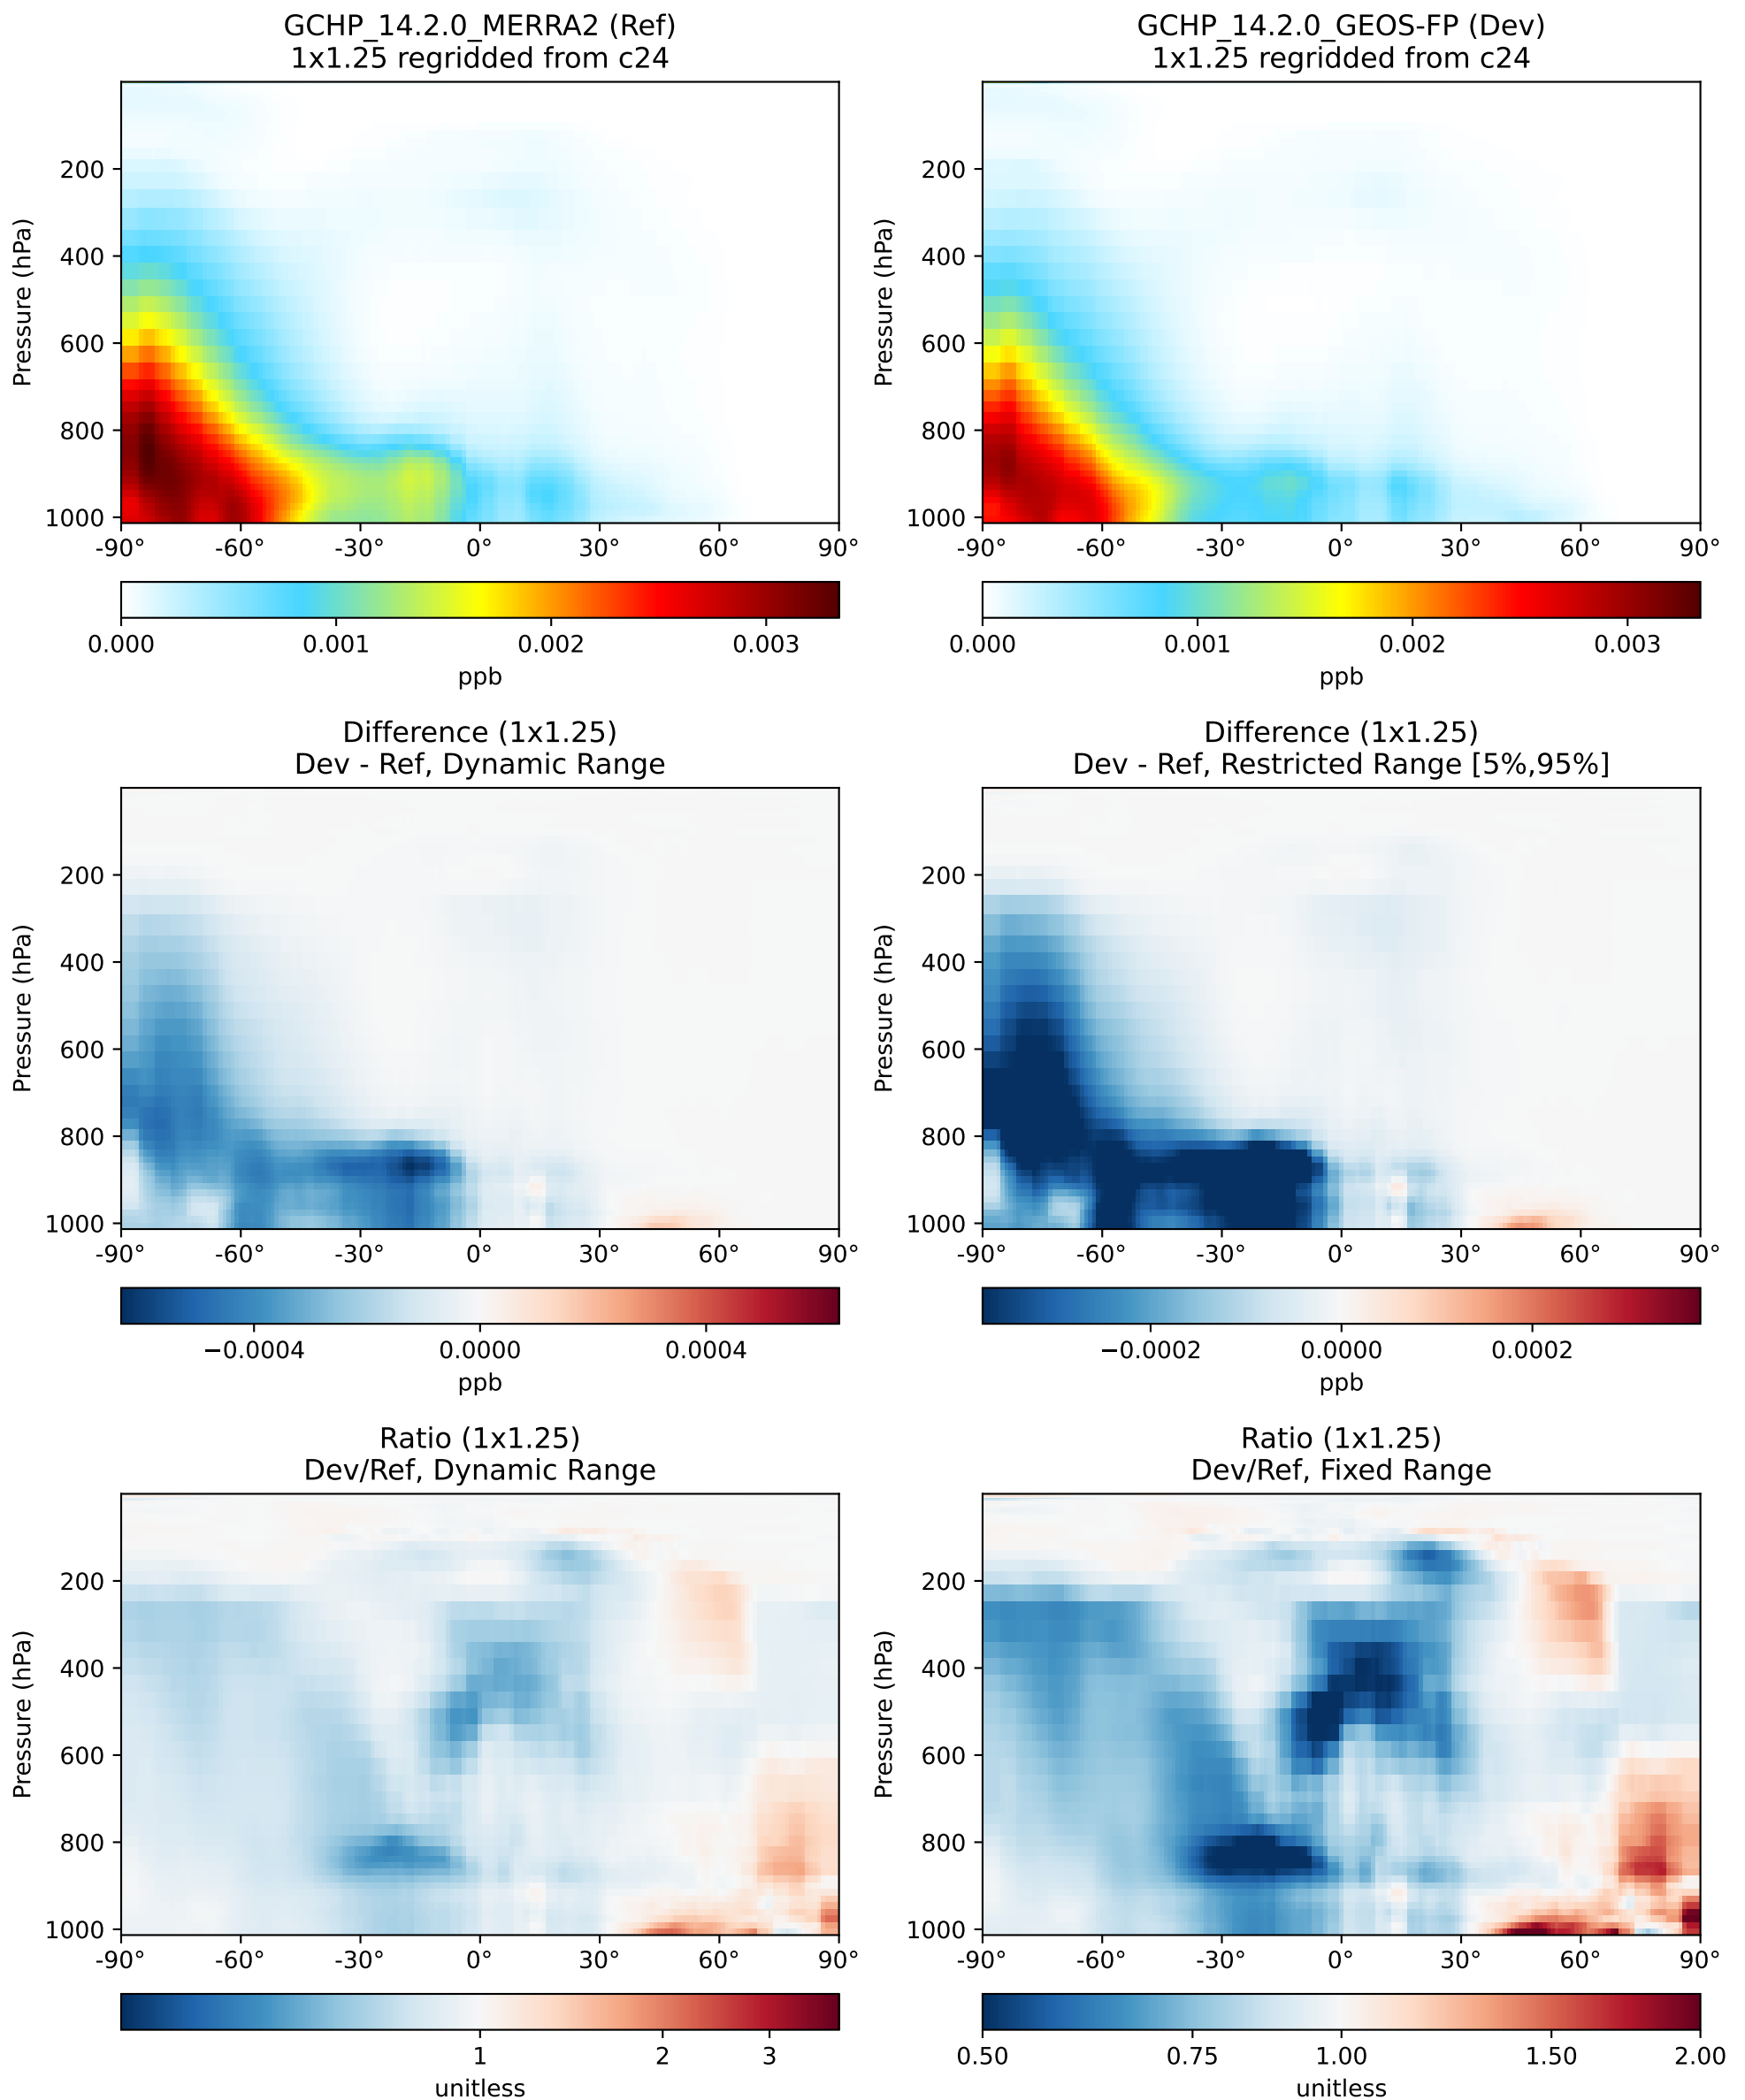 GCHP_14.2.0_MERRA2 (Ref)
1x1.25 regridded from c24
Pressure (hPa)
200
400
600
800
1000
-90° -60° -30° 0° 30° 60° 90°
0.000 0.001 0.002 0.003
ppb
GCHP_14.2.0_GEOS-FP (Dev)
1x1.25 regridded from c24
Pressure (hPa)
200
400
600
800
1000
-90° -60° -30° 0° 30° 60° 90°
0.000 0.001 0.002 0.003
ppb
Difference (1x1.25)
Dev - Ref, Dynamic Range
Pressure (hPa)
200
400
600
800
1000
-90° -60° -30° 0° 30° 60° 90°
−0.0004 0.0000 0.0004
ppb
Difference (1x1.25)
Dev - Ref, Restricted Range [5%,95%]
Pressure (hPa)
200
400
600
800
1000
-90° -60° -30° 0° 30° 60° 90°
−0.0002 0.0000 0.0002
ppb
Ratio (1x1.25)
Dev/Ref, Dynamic Range
Pressure (hPa)
200
400
600
800
1000
-90° -60° -30° 0° 30° 60° 90°
1 2 3
unitless
Ratio (1x1.25)
Dev/Ref, Fixed Range
Pressure (hPa)
200
400
600
800
1000
-90° -60° -30° 0° 30° 60° 90°
0.50 0.75 1.00 1.50 2.00
unitless